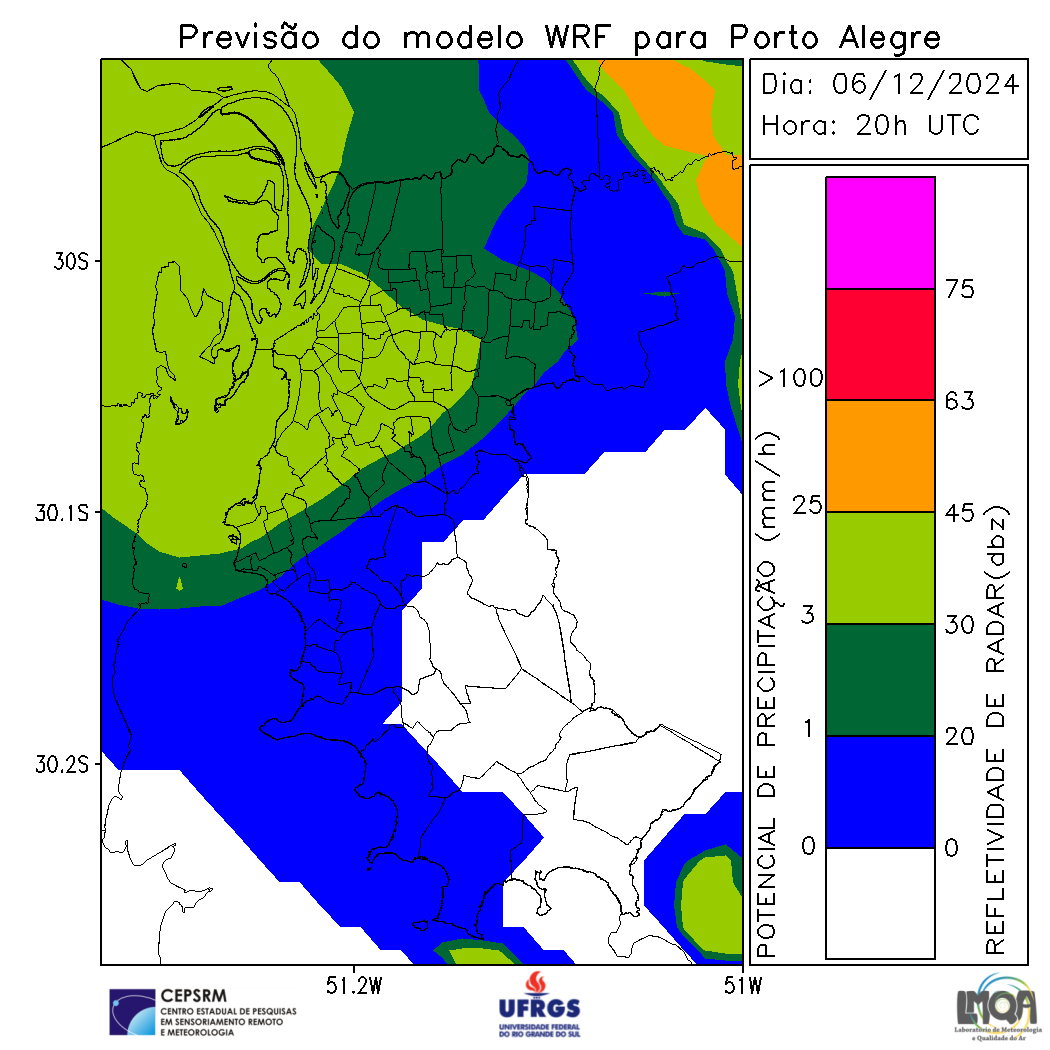 Previsão do modelo WRF para Porto Alegre
Dia: 06/12/2024
Hora: 20h UTC
30S
30.1S
30.2S
51.2W
51W
POTENCIAL DE PRECIPITAÇÃO (mm/h)
>100
25
3
1
0
75
63
45
30
20
0
REFLETIVIDADE DE RADAR(dbz)
CEPSRM
CENTRO ESTADUAL DE PESQUISAS
EM SENSORIAMENTO REMOTO
E METEOROLOGIA
UFRGS
UNIVERSIDADE FEDERAL
DO RIO GRANDE DO SUL
LMQA
Laboratório de Meteorologia
e Qualidade do Ar